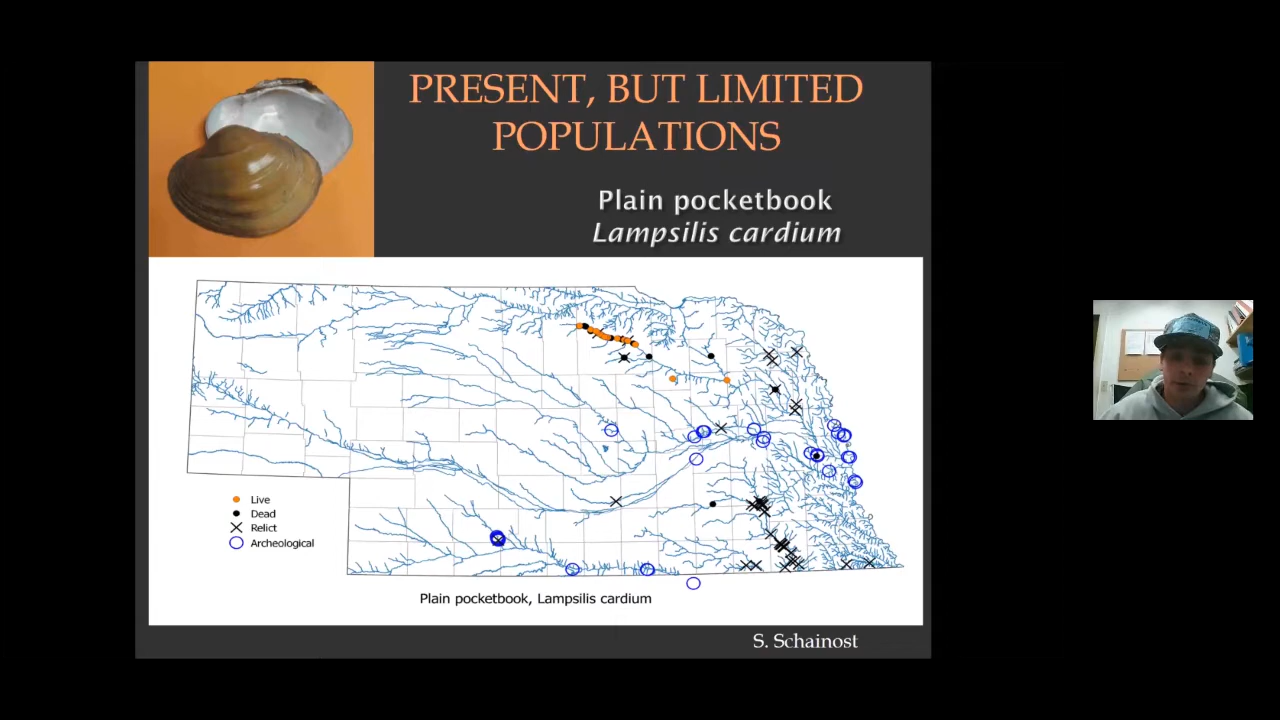 PRESENT, BUT LIMITED
POPULATIONS
Plain pocketbook
Lampsilis cardium
Live
Dead
Relict
Archeological
Plain pocketbook, Lampsilis cardium
S. Schainost